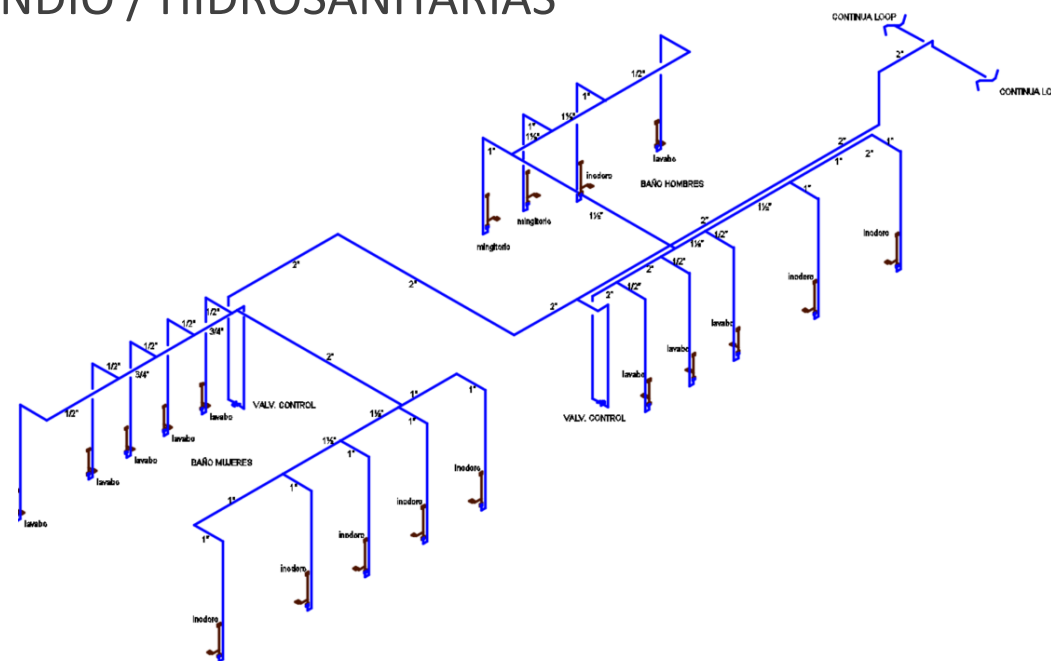 NDIO / HIDROSANITARIAS
CONTINUA LOOP
2"
CONTINUA LO
1/2"
1"
1½"
1"
1½"
1"
lavabo
inodoro
BAÑO HOMBRES
mingitorio
mingitorio
1½"
2"
1"
2"
1"
1"
1½"
2"
1½"
1/2"
inodoro
1/2"
2"
1/2"
2"
2"
inodoro
lavabo
lavabo
lavabo
VALV. CONTROL
2"
2"
1/2"
1/2"
3/4"
1/2"
1/2"
3/4"
1/2"
2"
VALV. CONTROL
lavabo
lavabo
lavabo
lavabo
lavabo
BAÑO MUJERES
1"
1"
1½"
1"
1½"
1"
1"
1"
1"
inodoro
inodoro
inodoro
inodoro
inodoro